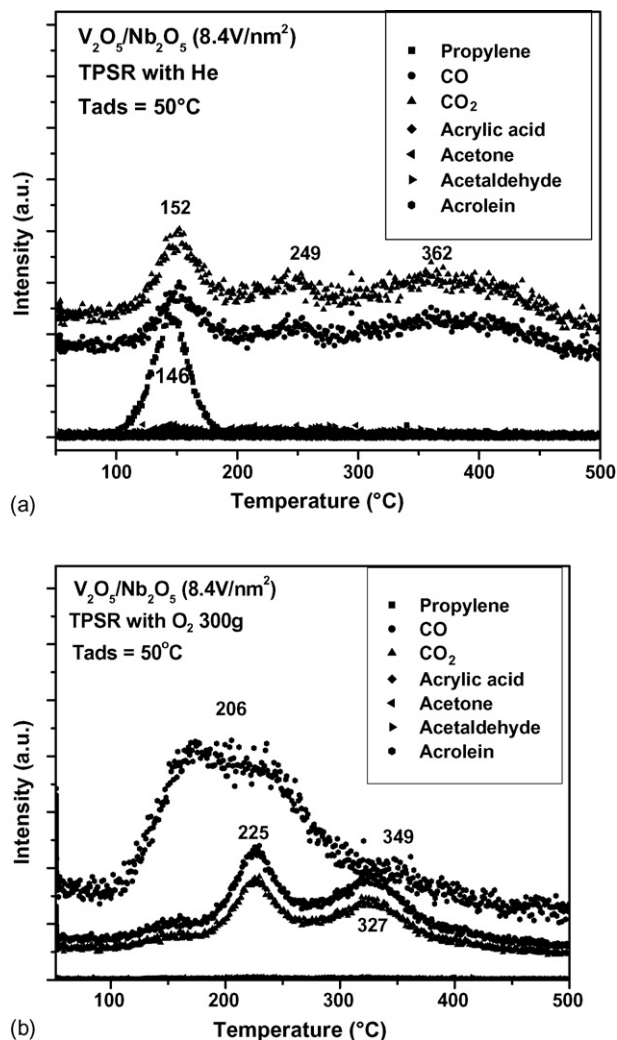 V₂O₅/Nb₂O₅ (8.4V/nm²)
TPSR with He
Tads = 50°C
Propylene
CO
CO₂
Acrylic acid
Acetone
Acetaldehyde
Acrolein
152
249
362
146
Intensity (a.u.)
100 200 300 400 500
Temperature (°C)
(a)
V₂O₅/Nb₂O₅ (8.4V/nm²)
TPSR with O₂ 300g
Tads = 50°C
Propylene
CO
CO₂
Acrylic acid
Acetone
Acetaldehyde
Acrolein
206
225
349
327
Intensity (a.u.)
100 200 300 400 500
Temperature (°C)
(b)